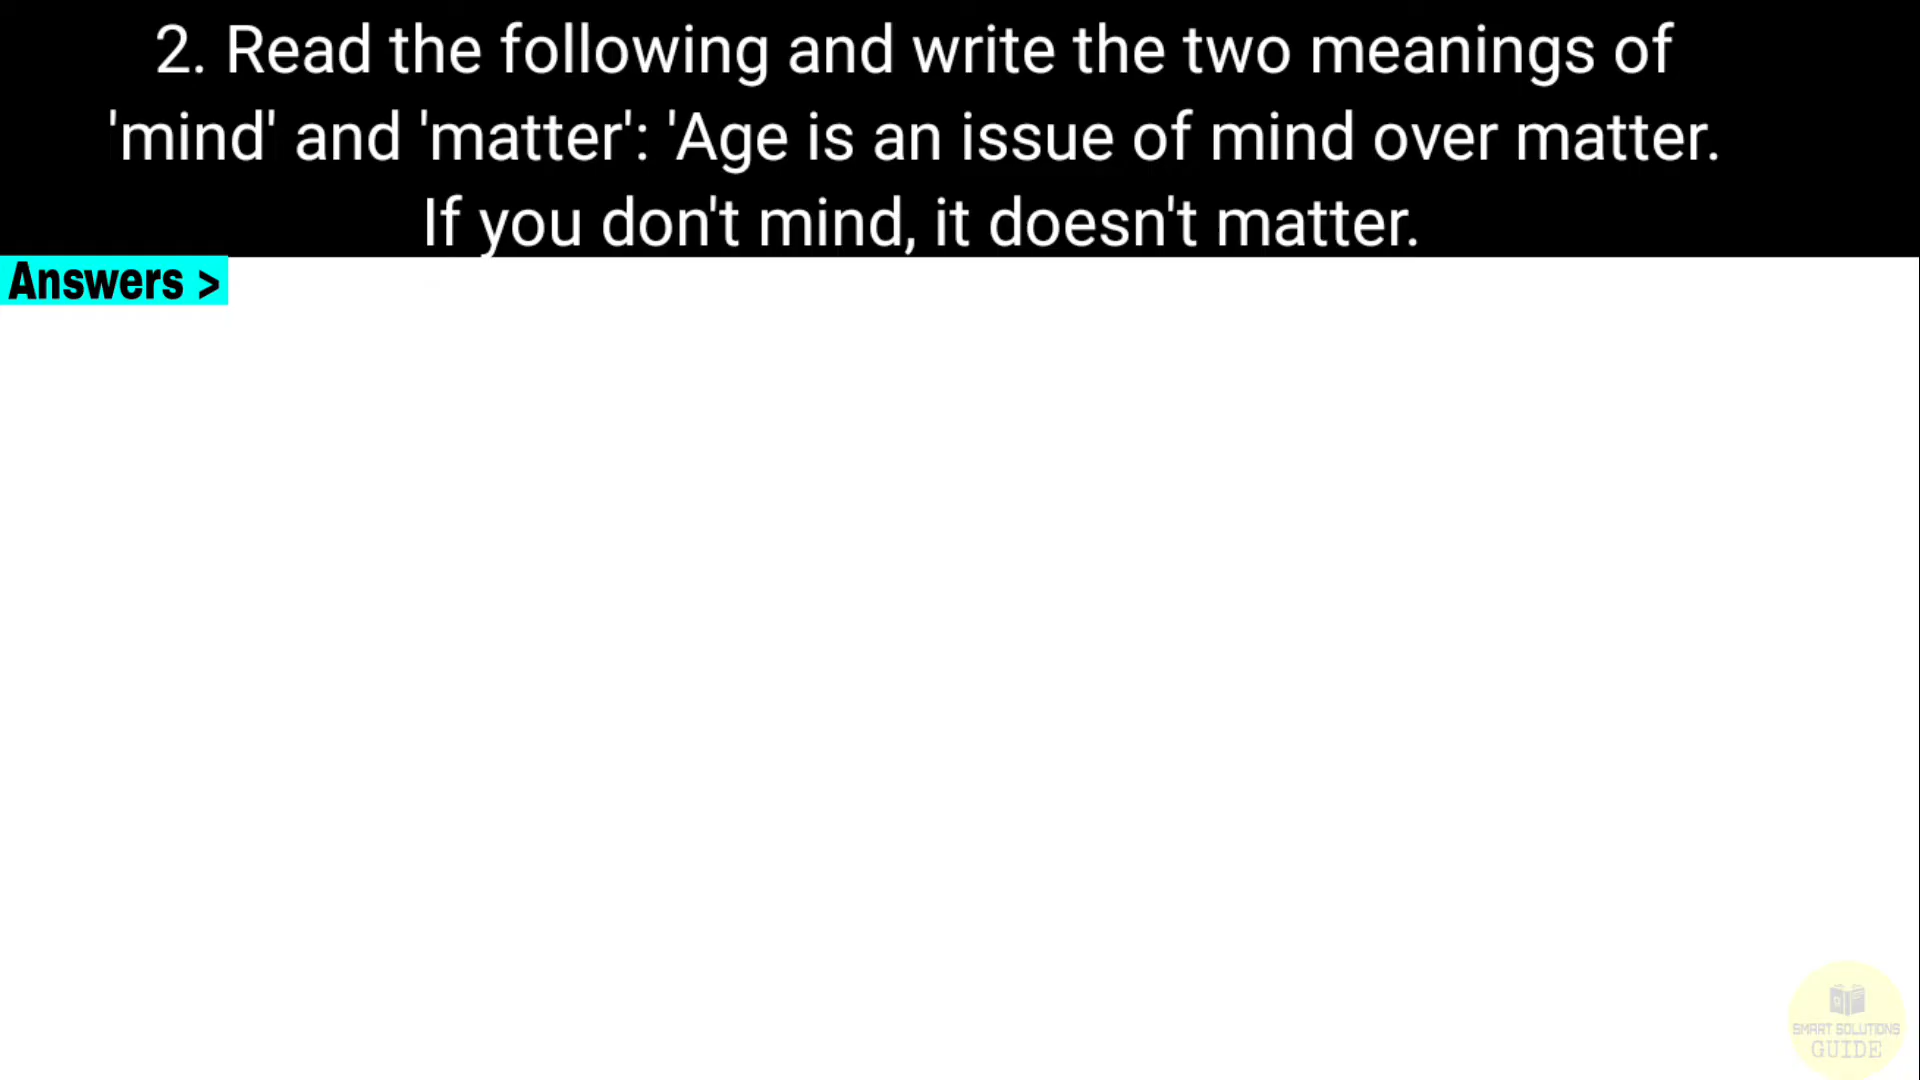 2. Read the following and write the two meanings of
'mind' and 'matter': 'Age is an issue of mind over matter.
If you don't mind, it doesn't matter.
Answers >
SMART SOLUTIONS
GUIDE